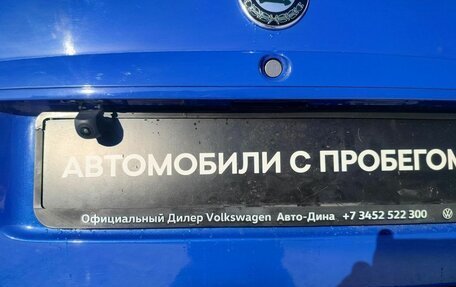 АВТОМОБИЛИ С ПРОБЕГОМ
Официальный Дилер Volkswagen Авто-Дина +7 3452 522 300